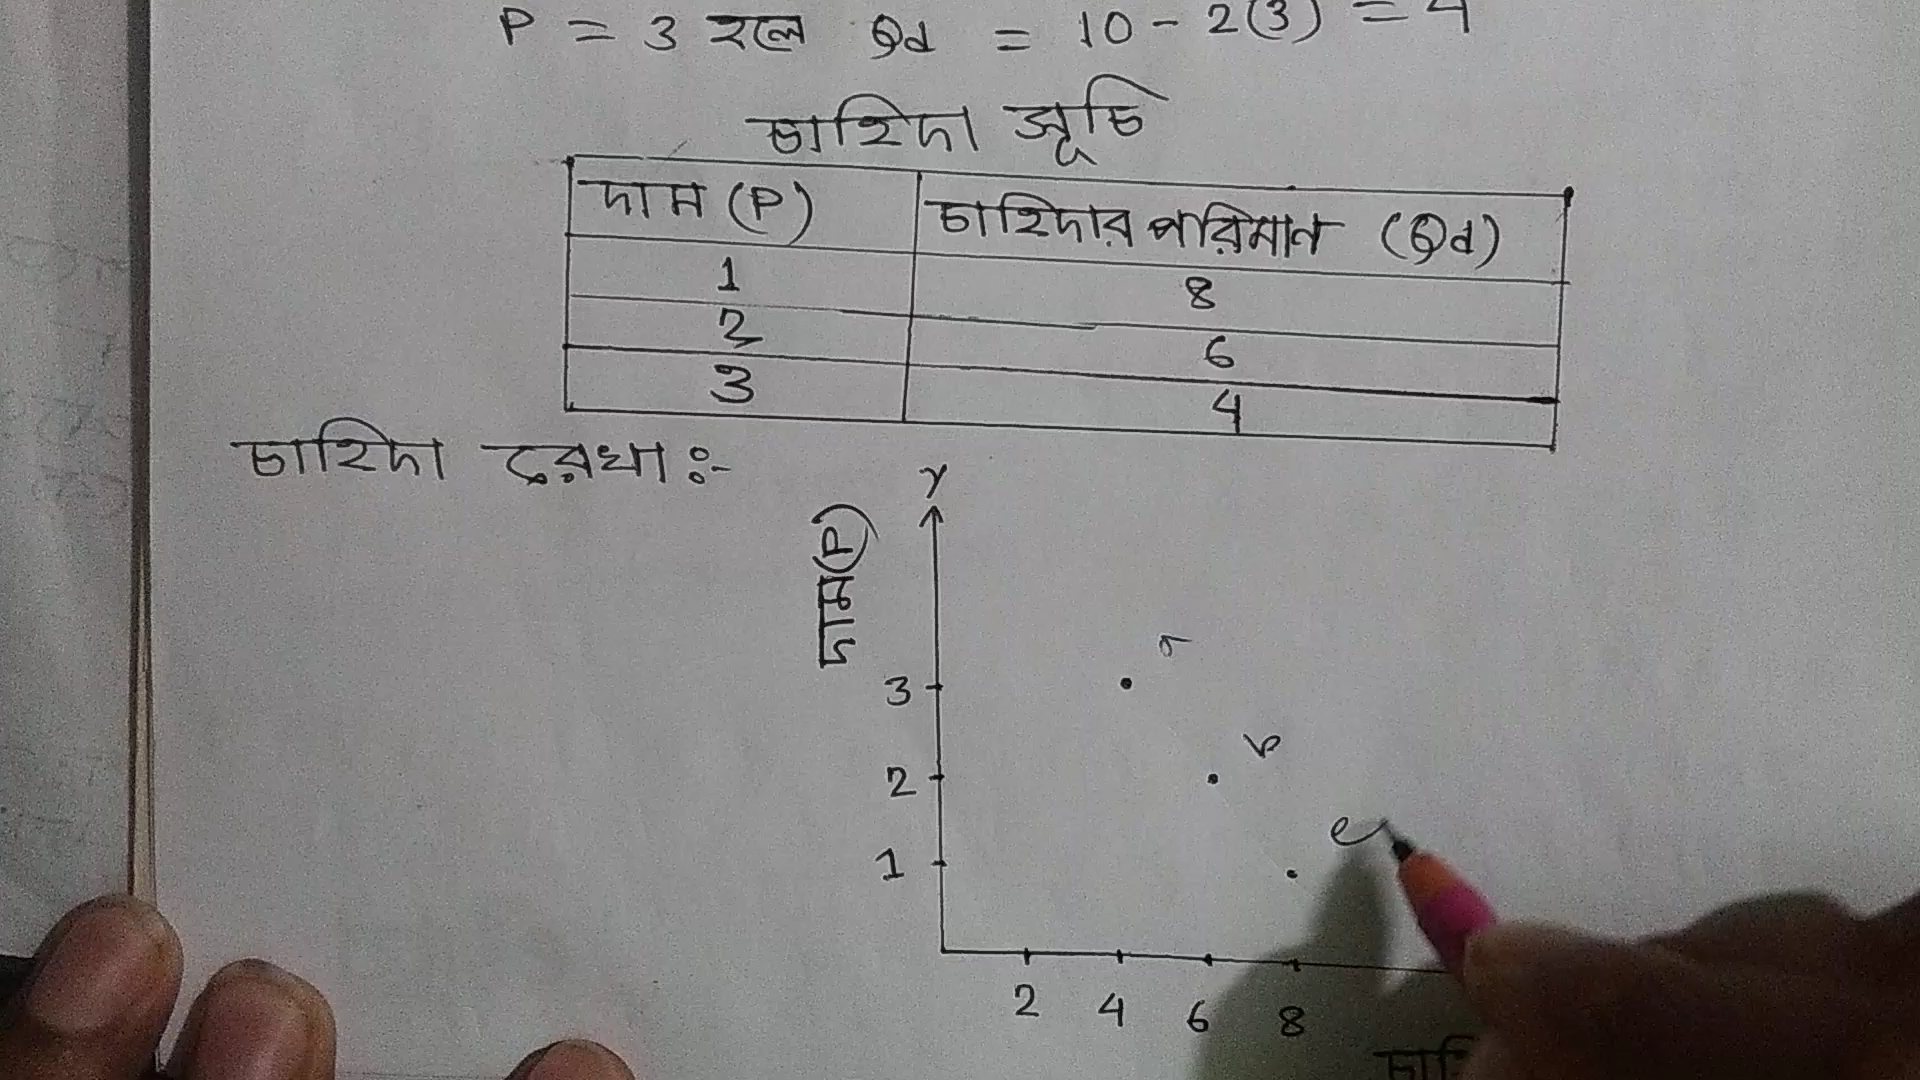 P = 3 হলে Qd = 10 - 2(3) = 4
চাহিদা সূচি
দাম (P) চাহিদার পরিমান (Qd)
1 8
2 6
3 4
চাহিদা রেখা :-
Y
দাম (P)
3
b
2
e
1
2 4 6 8